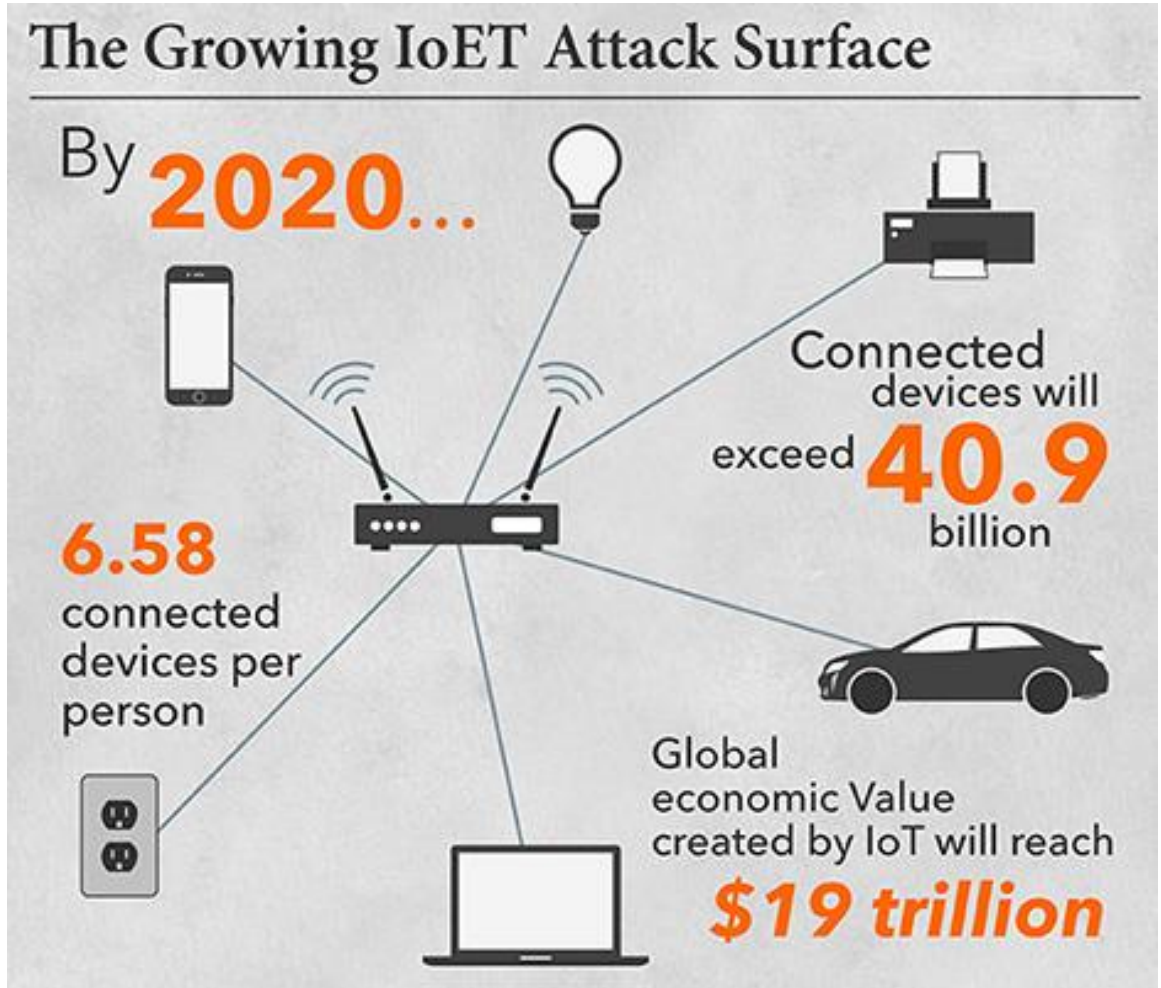 The Growing IoET Attack Surface
By 2020...
Connected
devices will
exceed 40.9
billion
6.58
connected
devices per
person
Global
economic Value
created by IoT will reach
$19 trillion